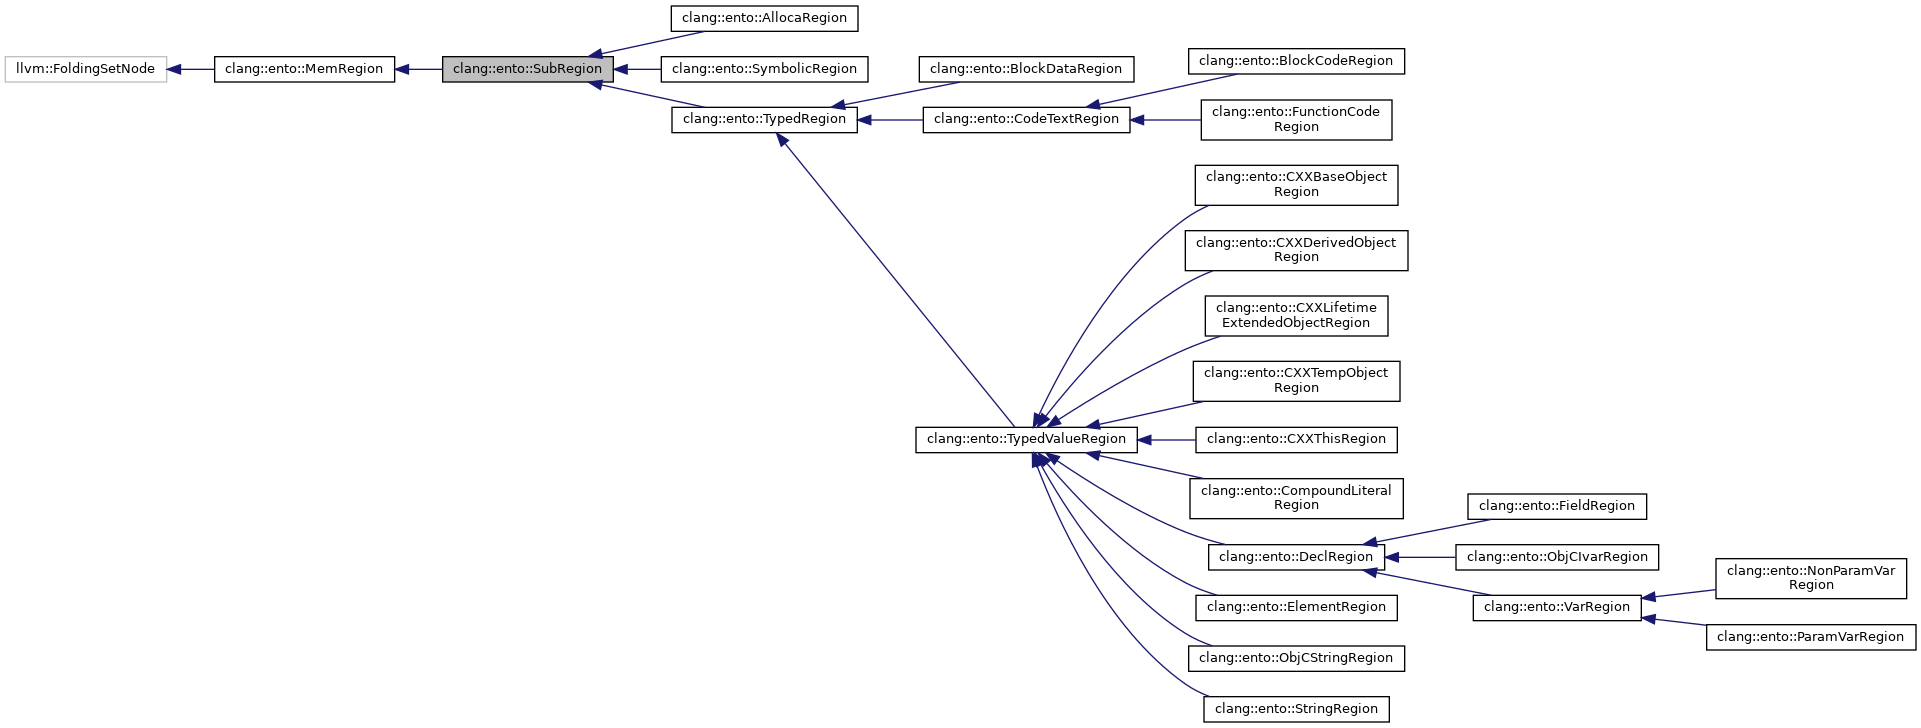 clang::ento::AllocaRegion
llvm::FoldingSetNode
clang::ento::MemRegion
clang::ento::SubRegion
clang::ento::SymbolicRegion
clang::ento::BlockDataRegion
clang::ento::BlockCodeRegion
clang::ento::TypedRegion
clang::ento::CodeTextRegion
clang::ento::FunctionCode
Region
clang::ento::CXXBaseObject
Region
clang::ento::CXXDerivedObject
Region
clang::ento::CXXLifetime
ExtendedObjectRegion
clang::ento::CXXTempObject
Region
clang::ento::TypedValueRegion
clang::ento::CXXThisRegion
clang::ento::CompoundLiteral
Region
clang::ento::FieldRegion
clang::ento::DeclRegion
clang::ento::ObjCIvarRegion
clang::ento::NonParamVar
Region
clang::ento::ElementRegion
clang::ento::VarRegion
clang::ento::ParamVarRegion
clang::ento::ObjCStringRegion
clang::ento::StringRegion